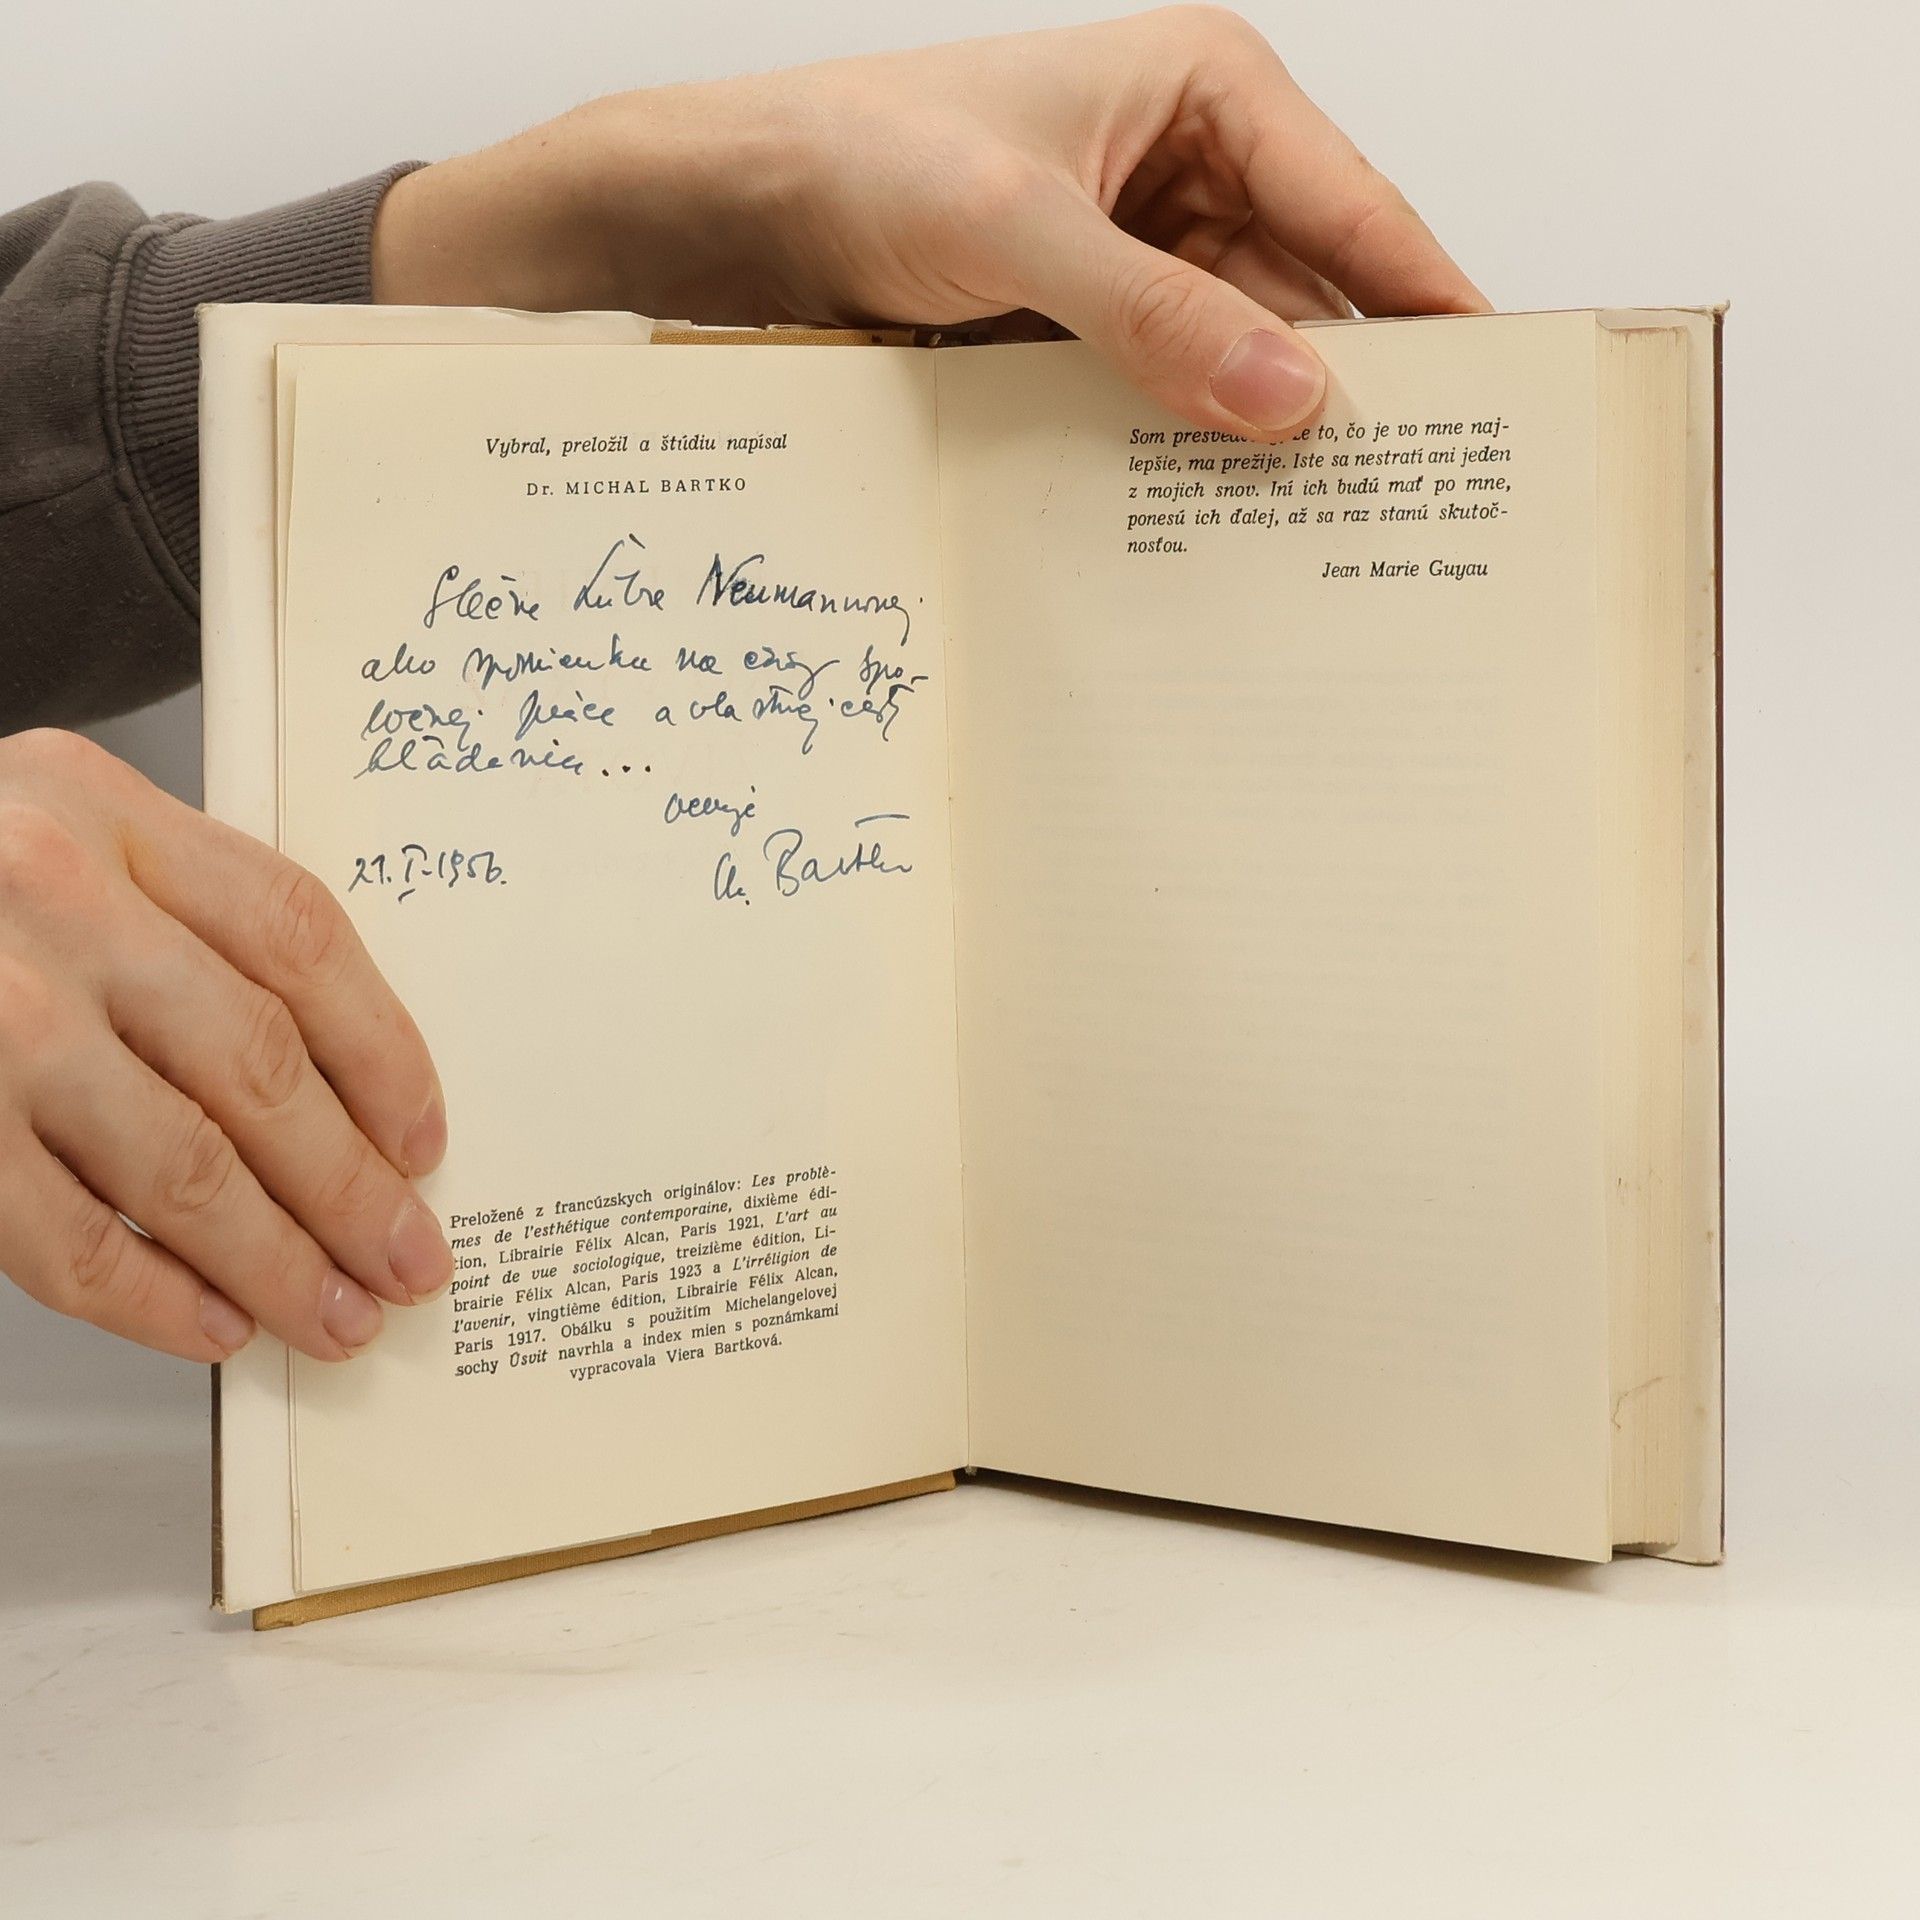 Vybral, preložil a štúdiu napísal
Dr. MICHAL BARTKO
Slečne Ľube Neumannovej
ako spomienku na časy spo-
ločnej práce a vlastnej cesty
hľadania...
venuje
21. I. 1956. M. Bartko
Preložené z francúzskych originálov: Les problè-
mes de l'esthétique contemporaine, dixième édi-
tion, Librairie Félix Alcan, Paris 1921, L'art au
point de vue sociologique, treizième édition, Li-
brairie Félix Alcan, Paris 1923 a L'irréligion de
l'avenir, vingtième édition, Librairie Félix Alcan,
Paris 1917. Obálku s použitím Michelangelovej
sochy Úsvit navrhla a index mien s poznámkami
vypracovala Viera Bartková.
Som že to, čo je vo mne naj-
lepšie, ma prežije. Iste sa nestratí ani jeden
z mojich snov. Iní ich budú mať po mne,
ponesú ich ďalej, až sa raz stanú skutoč-
nosťou.
Jean Marie Guyau